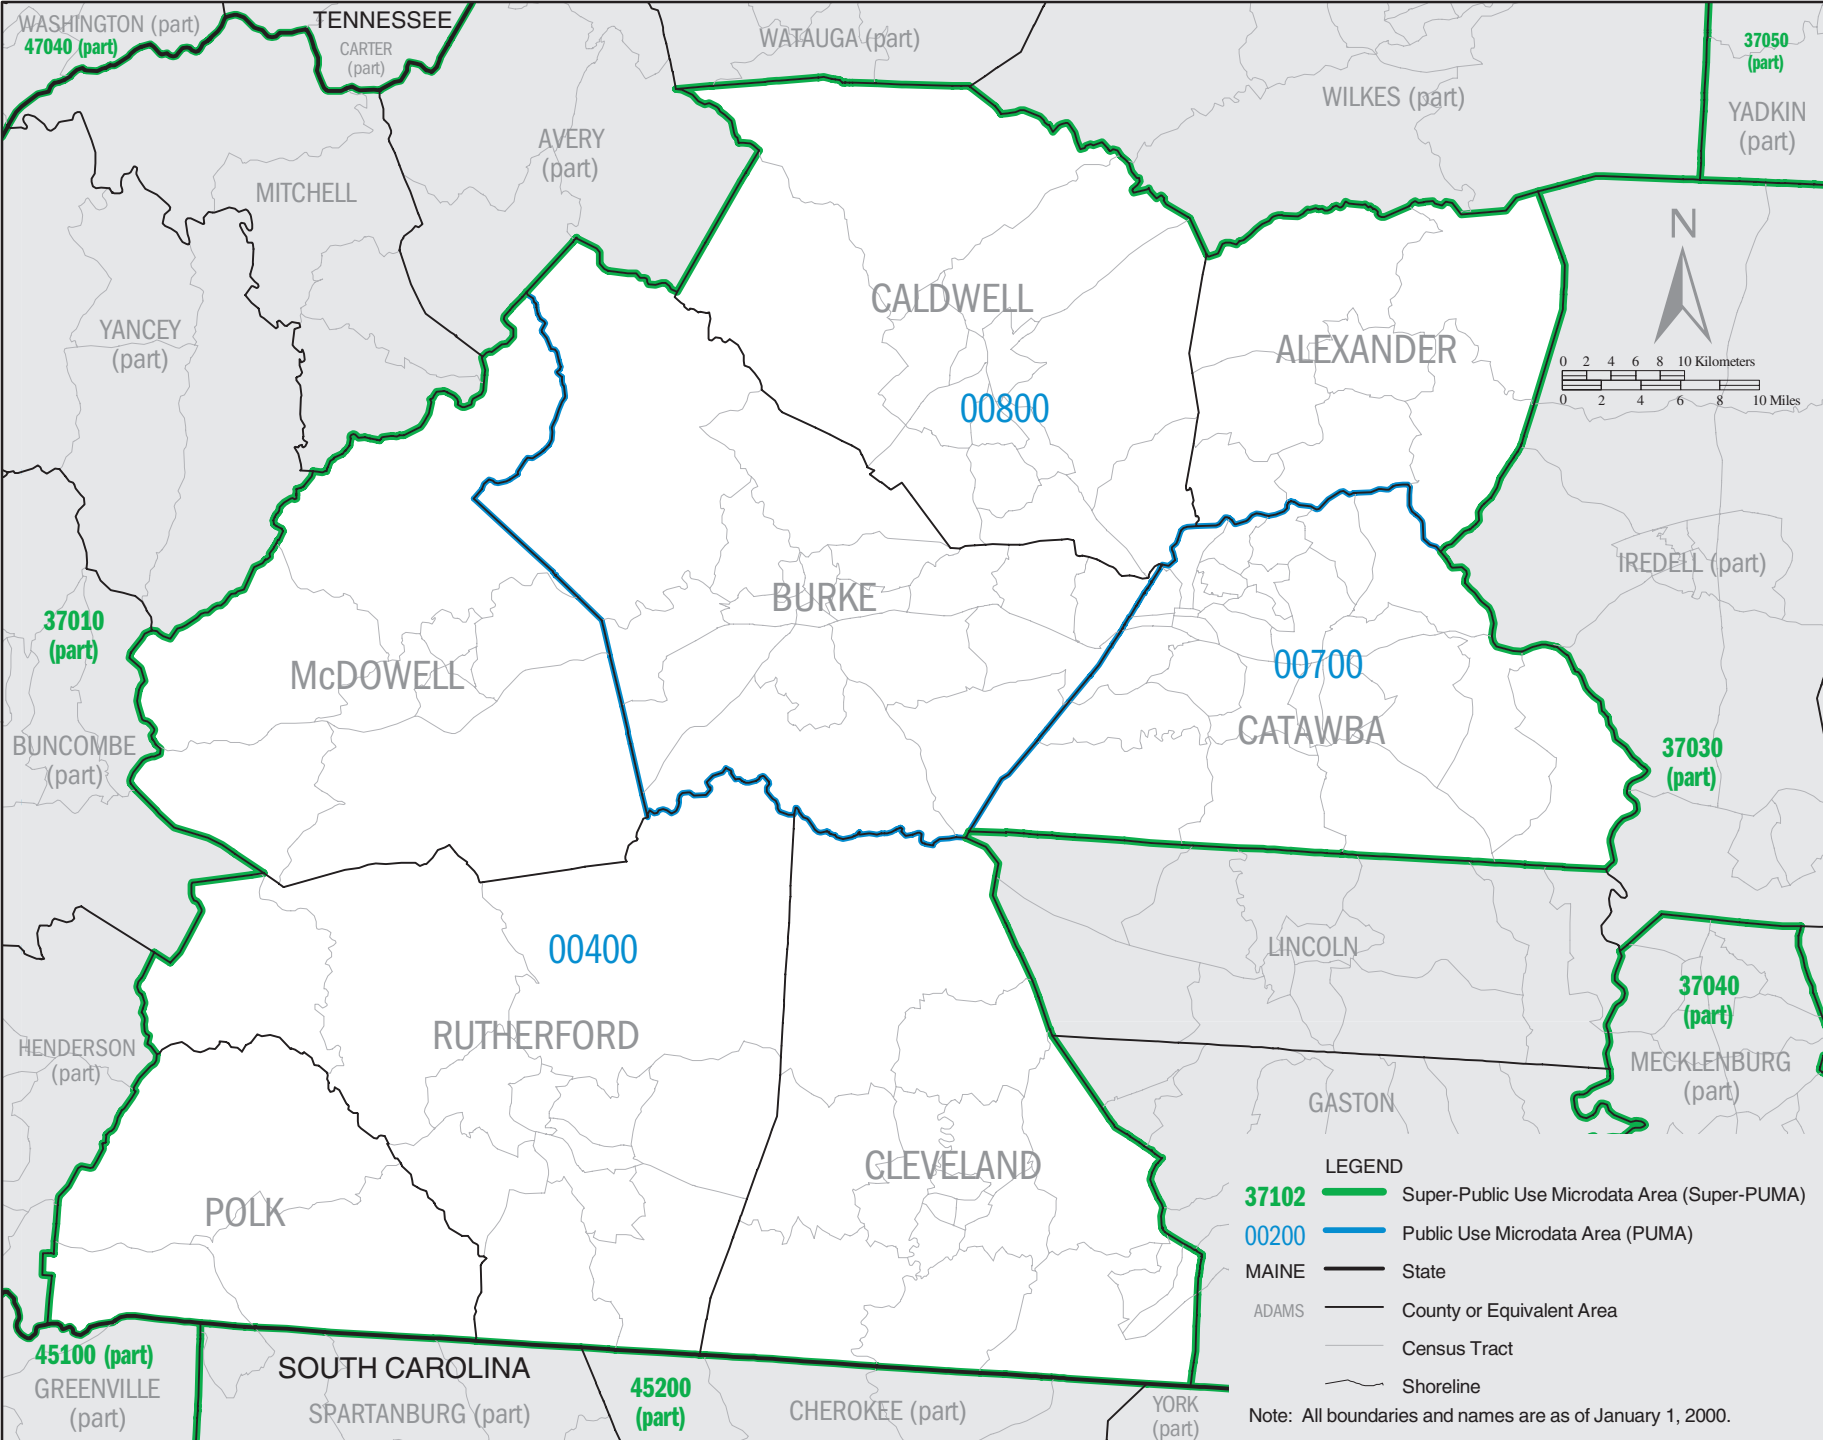 WASHINGTON (part)
47040 (part)
TENNESSEE
CARTER
(part)
WATAUGA (part)
37050
(part)
WILKES (part)
YADKIN
(part)
AVERY
(part)
MITCHELL
N
CALDWELL
YANCEY
(part)
ALEXANDER
0 2 4 6 8 10 Kilometers
0 2 4 6 8 10 Miles
00800
IREDELL (part)
BURKE
37010
(part)
McDOWELL
00700
CATAWBA
BUNCOMBE
(part)
37030
(part)
00400
LINCOLN
37040
(part)
RUTHERFORD
HENDERSON
(part)
MECKLENBURG
(part)
GASTON
CLEVELAND
POLK
LEGEND
37102 Super-Public Use Microdata Area (Super-PUMA)
00200 Public Use Microdata Area (PUMA)
MAINE State
ADAMS County or Equivalent Area
Census Tract
Shoreline
Note: All boundaries and names are as of January 1, 2000.
45100 (part)
GREENVILLE
(part)
SOUTH CAROLINA
SPARTANBURG (part)
45200
(part)
CHEROKEE (part)
YORK
(part)